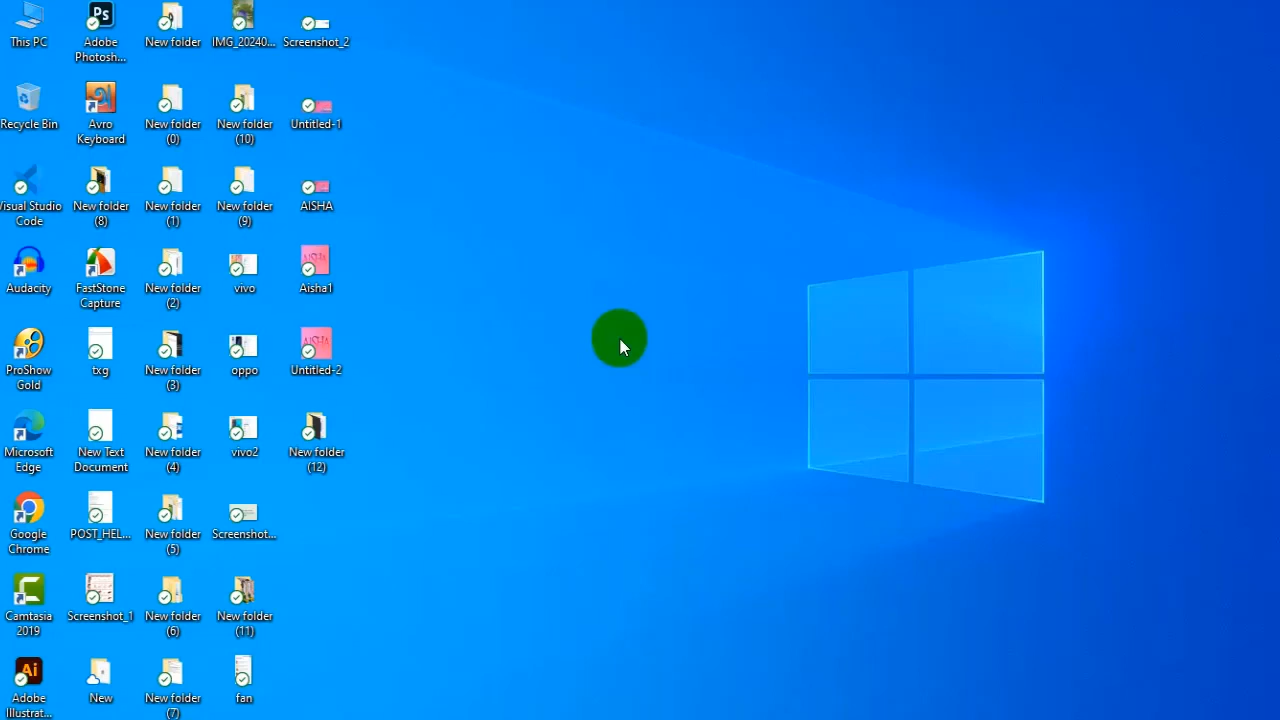 This PC
Recycle Bin
Visual Studio
Code
Audacity
ProShow
Gold
Microsoft
Edge
Google
Chrome
Camtasia
2019
Ai
Adobe
Illustrat...
Ps
Adobe
Photosh...
Avro
Keyboard
New folder
(8)
FastStone
Capture
txg
New Text
Document
POST_HEL...
Screenshot_1
New
New folder
New folder
(0)
New folder
(1)
New folder
(2)
New folder
(3)
New folder
(4)
New folder
(5)
New folder
(6)
New folder
(7)
IMG_20240...
New folder
(10)
New folder
(9)
vivo
oppo
vivo2
Screenshot...
New folder
(11)
fan
Screenshot_2
Untitled-1
AISHA
AISHA
Aisha1
AISHA
Untitled-2
New folder
(12)